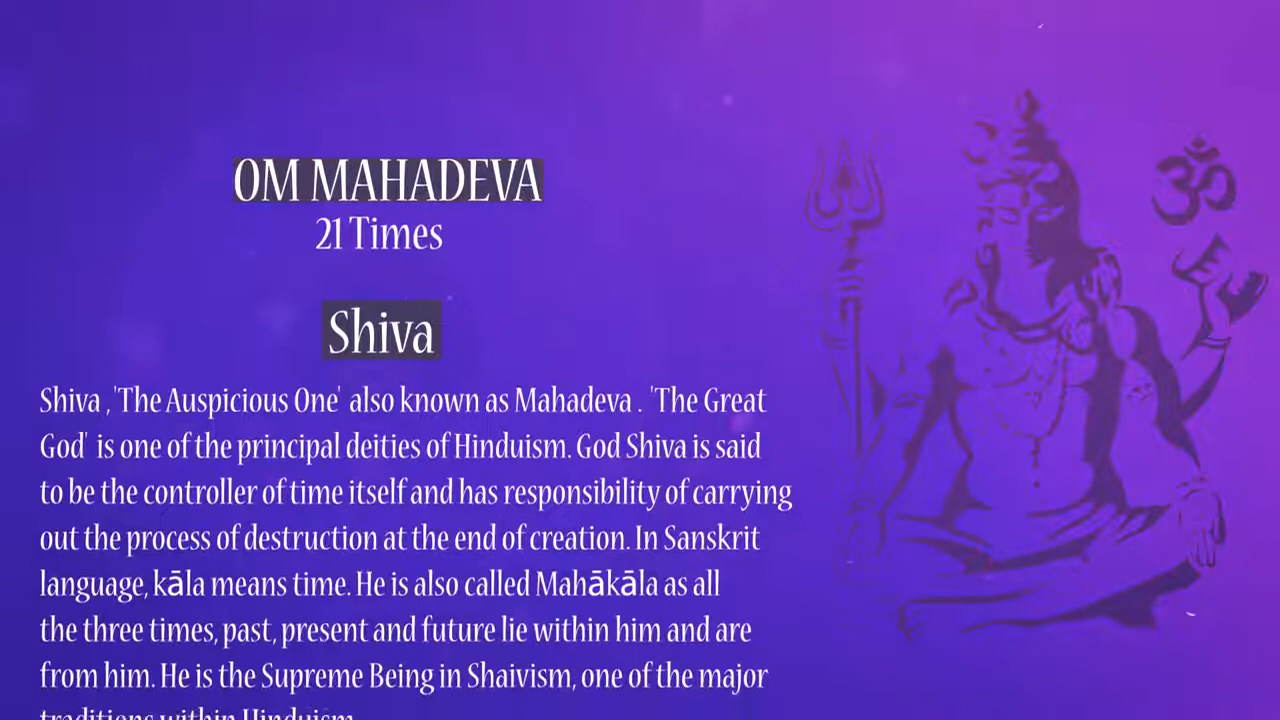 OM MAHADEVA
21 Times
ॐ
Shiva
Shiva , 'The Auspicious One' also known as Mahadeva . 'The Great
God' is one of the principal deities of Hinduism. God Shiva is said
to be the controller of time itself and has responsibility of carrying
out the process of destruction at the end of creation. In Sanskrit
language, kāla means time. He is also called Mahākāla as all
the three times, past, present and future lie within him and are
from him. He is the Supreme Being in Shaivism, one of the major
traditions within Hinduism.